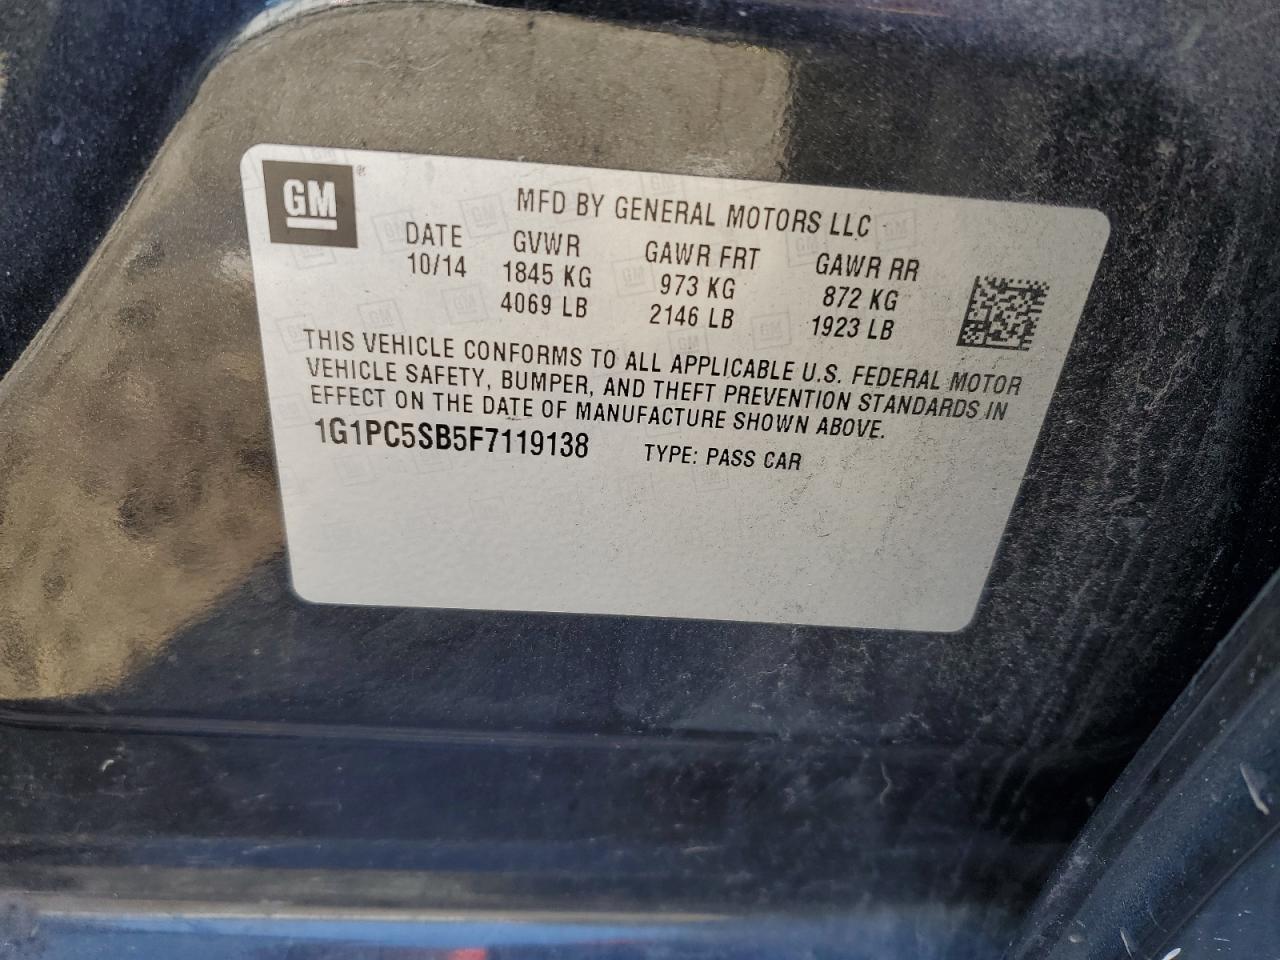 GM
MFD BY GENERAL MOTORS LLC
DATE GVWR GAWR FRT GAWR RR
10/14 1845 KG 973 KG 872 KG
4069 LB 2146 LB 1923 LB
THIS VEHICLE CONFORMS TO ALL APPLICABLE U.S. FEDERAL MOTOR
VEHICLE SAFETY, BUMPER, AND THEFT PREVENTION STANDARDS IN
EFFECT ON THE DATE OF MANUFACTURE SHOWN ABOVE.
1G1PC5SB5F7119138 TYPE: PASS CAR